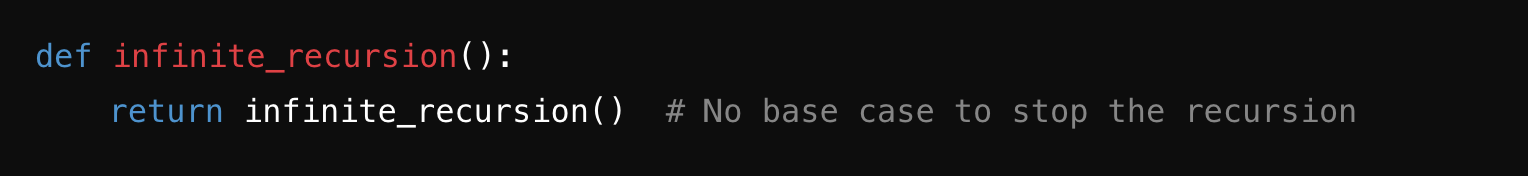 def infinite_recursion():
    return infinite_recursion()  # No base case to stop the recursion